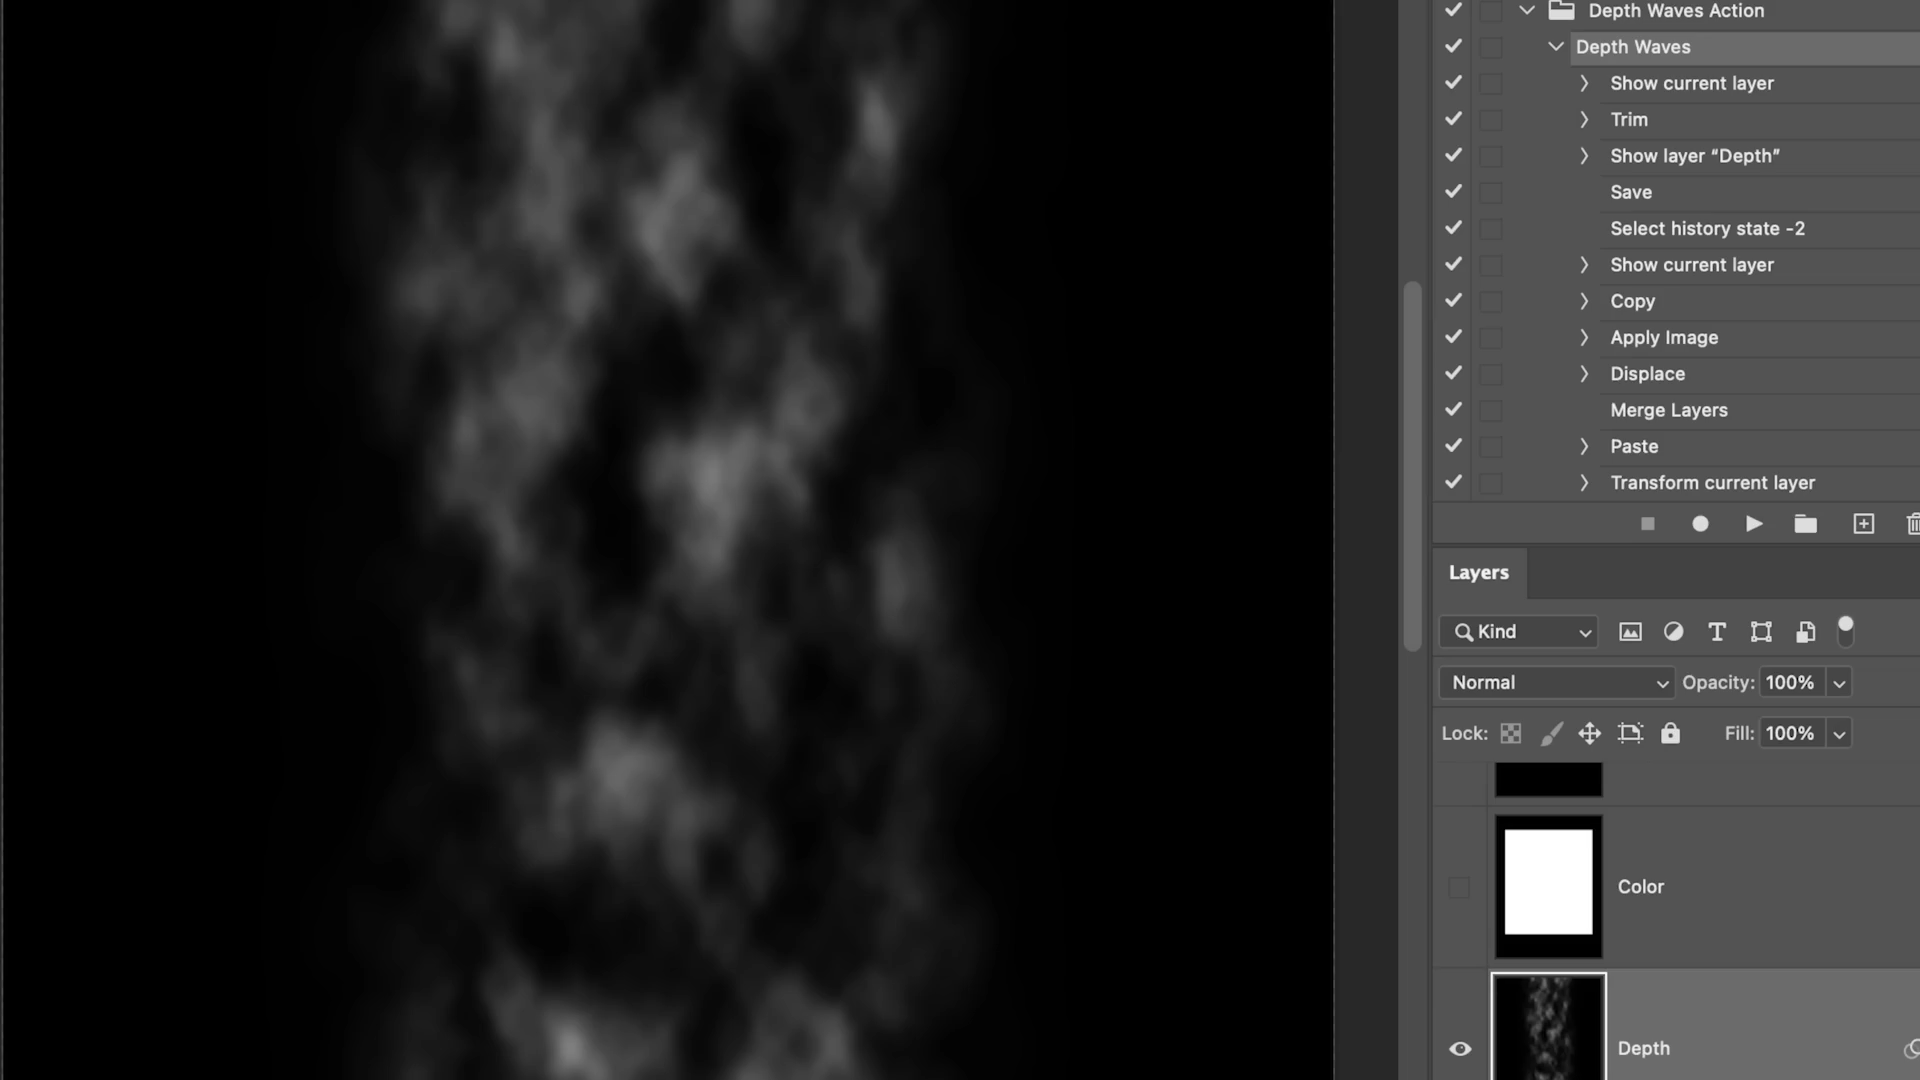 Depth Waves Action
Depth Waves
Show current layer
Trim
Show layer “Depth”
Save
Select history state -2
Show current layer
Copy
Apply Image
Displace
Merge Layers
Paste
Transform current layer
Layers
Kind
Normal Opacity: 100%
Lock: Fill: 100%
Color
Depth